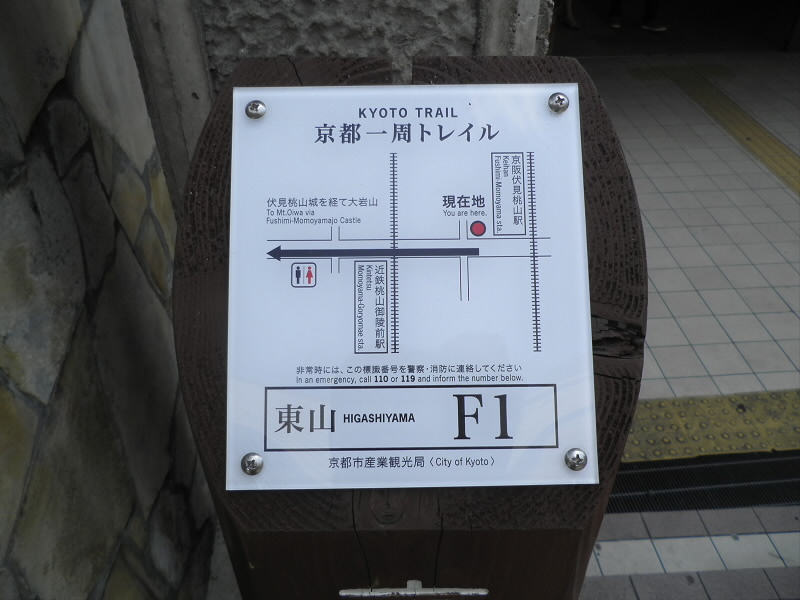 KYOTO TRAIL
京都一周トレイル
伏見桃山城を経て大岩山
To Mt.Oiwa via
Fushimi-Momoyamajo Castle
現在地
You are here.
京阪伏見桃山駅
Keihan
Fushimi-Momoyama sta.
近鉄桃山御陵前駅
Kintetsu
Momoyama-Goryomae sta.
非常時には、この標識番号を警察・消防に連絡してください
In an emergency, call 110 or 119 and inform the number below.
東山 HIGASHIYAMA F1
京都市産業観光局〈City of Kyoto〉